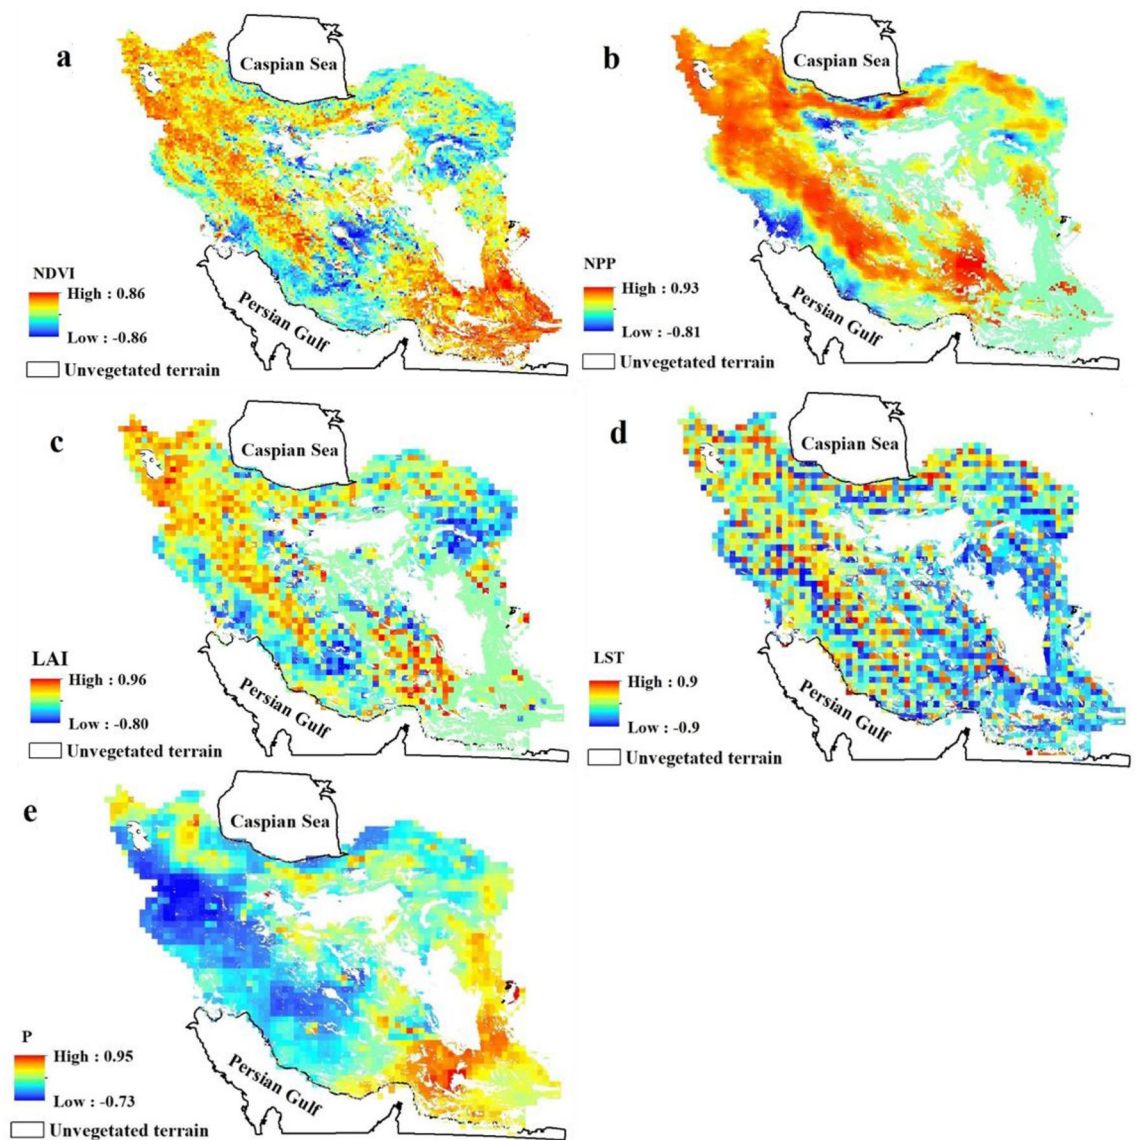 a
Caspian Sea
NDVI
High : 0.86
Low : -0.86
Persian Gulf
Unvegetated terrain
b
Caspian Sea
NPP
High : 0.93
Low : -0.81
Persian Gulf
Unvegetated terrain
c
Caspian Sea
LAI
High : 0.96
Low : -0.80
Persian Gulf
Unvegetated terrain
d
Caspian Sea
LST
High : 0.9
Low : -0.9
Persian Gulf
Unvegetated terrain
e
Caspian Sea
P
High : 0.95
Low : -0.73
Persian Gulf
Unvegetated terrain